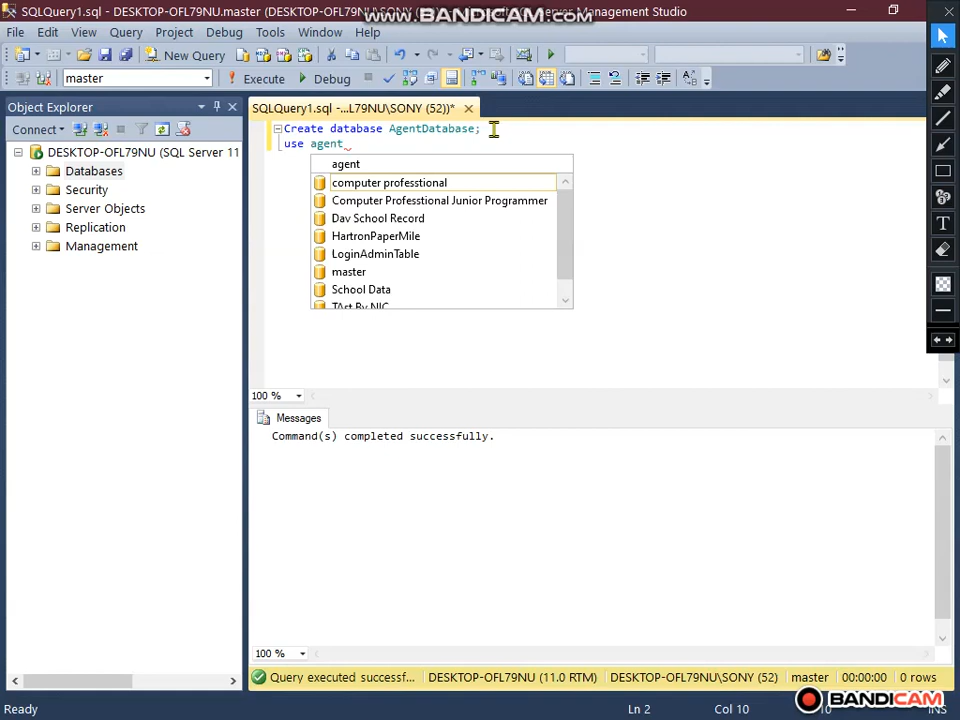 SQLQuery1.sql - DESKTOP-OFL79NU.master (DESKTOP-OFL79NU
Server Management Studio
www.BANDICAM.com
File Edit View Query Project Debug Tools Window Help
New Query
master Execute Debug
Object Explorer
SQLQuery1.sql -...L79NU\SONY (52))*
Connect
DESKTOP-OFL79NU (SQL Server 11
Databases
Security
Server Objects
Replication
Management
Create database AgentDatabase;
use agent
agent
computer professtional
Computer Professtional Junior Programmer
Dav School Record
HartronPaperMile
LoginAdminTable
master
School Data
TAst By NIC
100 %
Messages
Command(s) completed successfully.
100 %
Query executed successf... DESKTOP-OFL79NU (11.0 RTM) DESKTOP-OFL79NU\SONY (52) master 00:00:00 0 rows
Ready Ln 2 Col 10 INS
BANDICAM